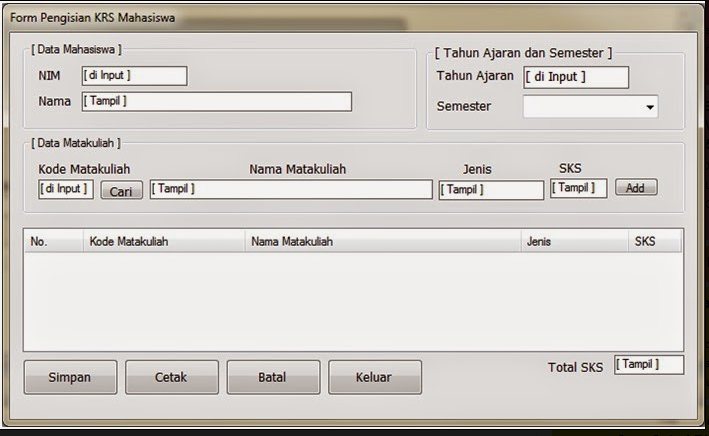 Form Pengisian KRS Mahasiswa
[ Data Mahasiswa ]
NIM [ di Input ]
Nama [ Tampil ]
[ Tahun Ajaran dan Semester ]
Tahun Ajaran [ di Input ]
Semester
[ Data Matakuliah ]
Kode Matakuliah Nama Matakuliah Jenis SKS
[ di Input ] Cari [ Tampil ] [ Tampil ] [ Tampil ] Add
No. Kode Matakuliah Nama Matakuliah Jenis SKS
Total SKS [ Tampil ]
Simpan Cetak Batal Keluar